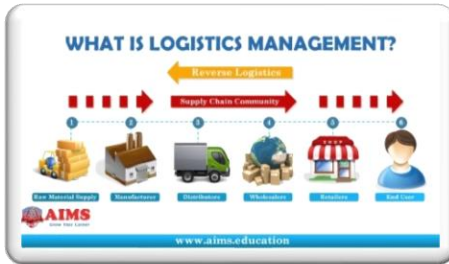 WHAT IS LOGISTICS MANAGEMENT?
Reverse Logistics
Supply Chain Community
1 2 3 4 5 6
SHOP
Raw Material Supply Manufacturer Distributors Wholesalers Retailers End User
AIMS
www.aims.education